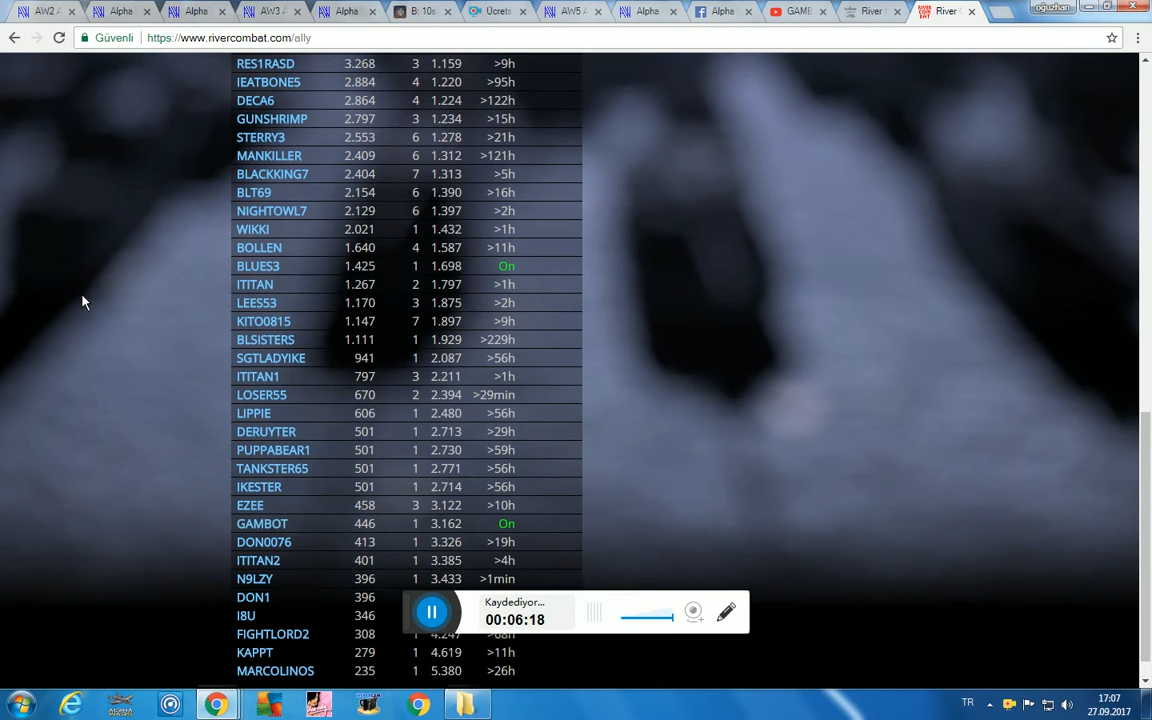 AW2 A
Alpha
Alpha
AW3 A
Alpha
B: 10s
Ücrets
AW5 A
Alpha
Alpha
GAME
River
River
oğuzhan
Güvenli
https://www.rivercombat.com/ally
RES1RASD 3.268 3 1.159 >9h
IEATBONE5 2.884 4 1.220 >95h
DECA6 2.864 4 1.224 >122h
GUNSHRIMP 2.797 3 1.234 >15h
STERRY3 2.553 6 1.278 >21h
MANKILLER 2.409 6 1.312 >121h
BLACKKING7 2.404 7 1.313 >5h
BLT69 2.154 6 1.390 >16h
NIGHTOWL7 2.129 6 1.397 >2h
WIKKI 2.021 1 1.432 >1h
BOLLEN 1.640 4 1.587 >11h
BLUES3 1.425 1 1.698 On
ITITAN 1.267 2 1.797 >1h
LEES53 1.170 3 1.875 >2h
KITO0815 1.147 7 1.897 >9h
BLSISTERS 1.111 1 1.929 >229h
SGTLADYIKE 941 1 2.087 >56h
ITITAN1 797 3 2.211 >1h
LOSER55 670 2 2.394 >29min
LIPPIE 606 1 2.480 >56h
DERUYTER 501 1 2.713 >29h
PUPPABEAR1 501 1 2.730 >59h
TANKSTER65 501 1 2.771 >56h
IKESTER 501 1 2.714 >56h
EZEE 458 3 3.122 >10h
GAMBOT 446 1 3.162 On
DON0076 413 1 3.326 >19h
ITITAN2 401 1 3.385 >4h
N9LZY 396 1 3.433 >1min
DON1 396
I8U 346
FIGHTLORD2 308
KAPPT 279 1 4.619 >11h
MARCOLINOS 235 1 5.380 >26h
Kaydediyor...
00:06:18
TR
17:07
27.09.2017